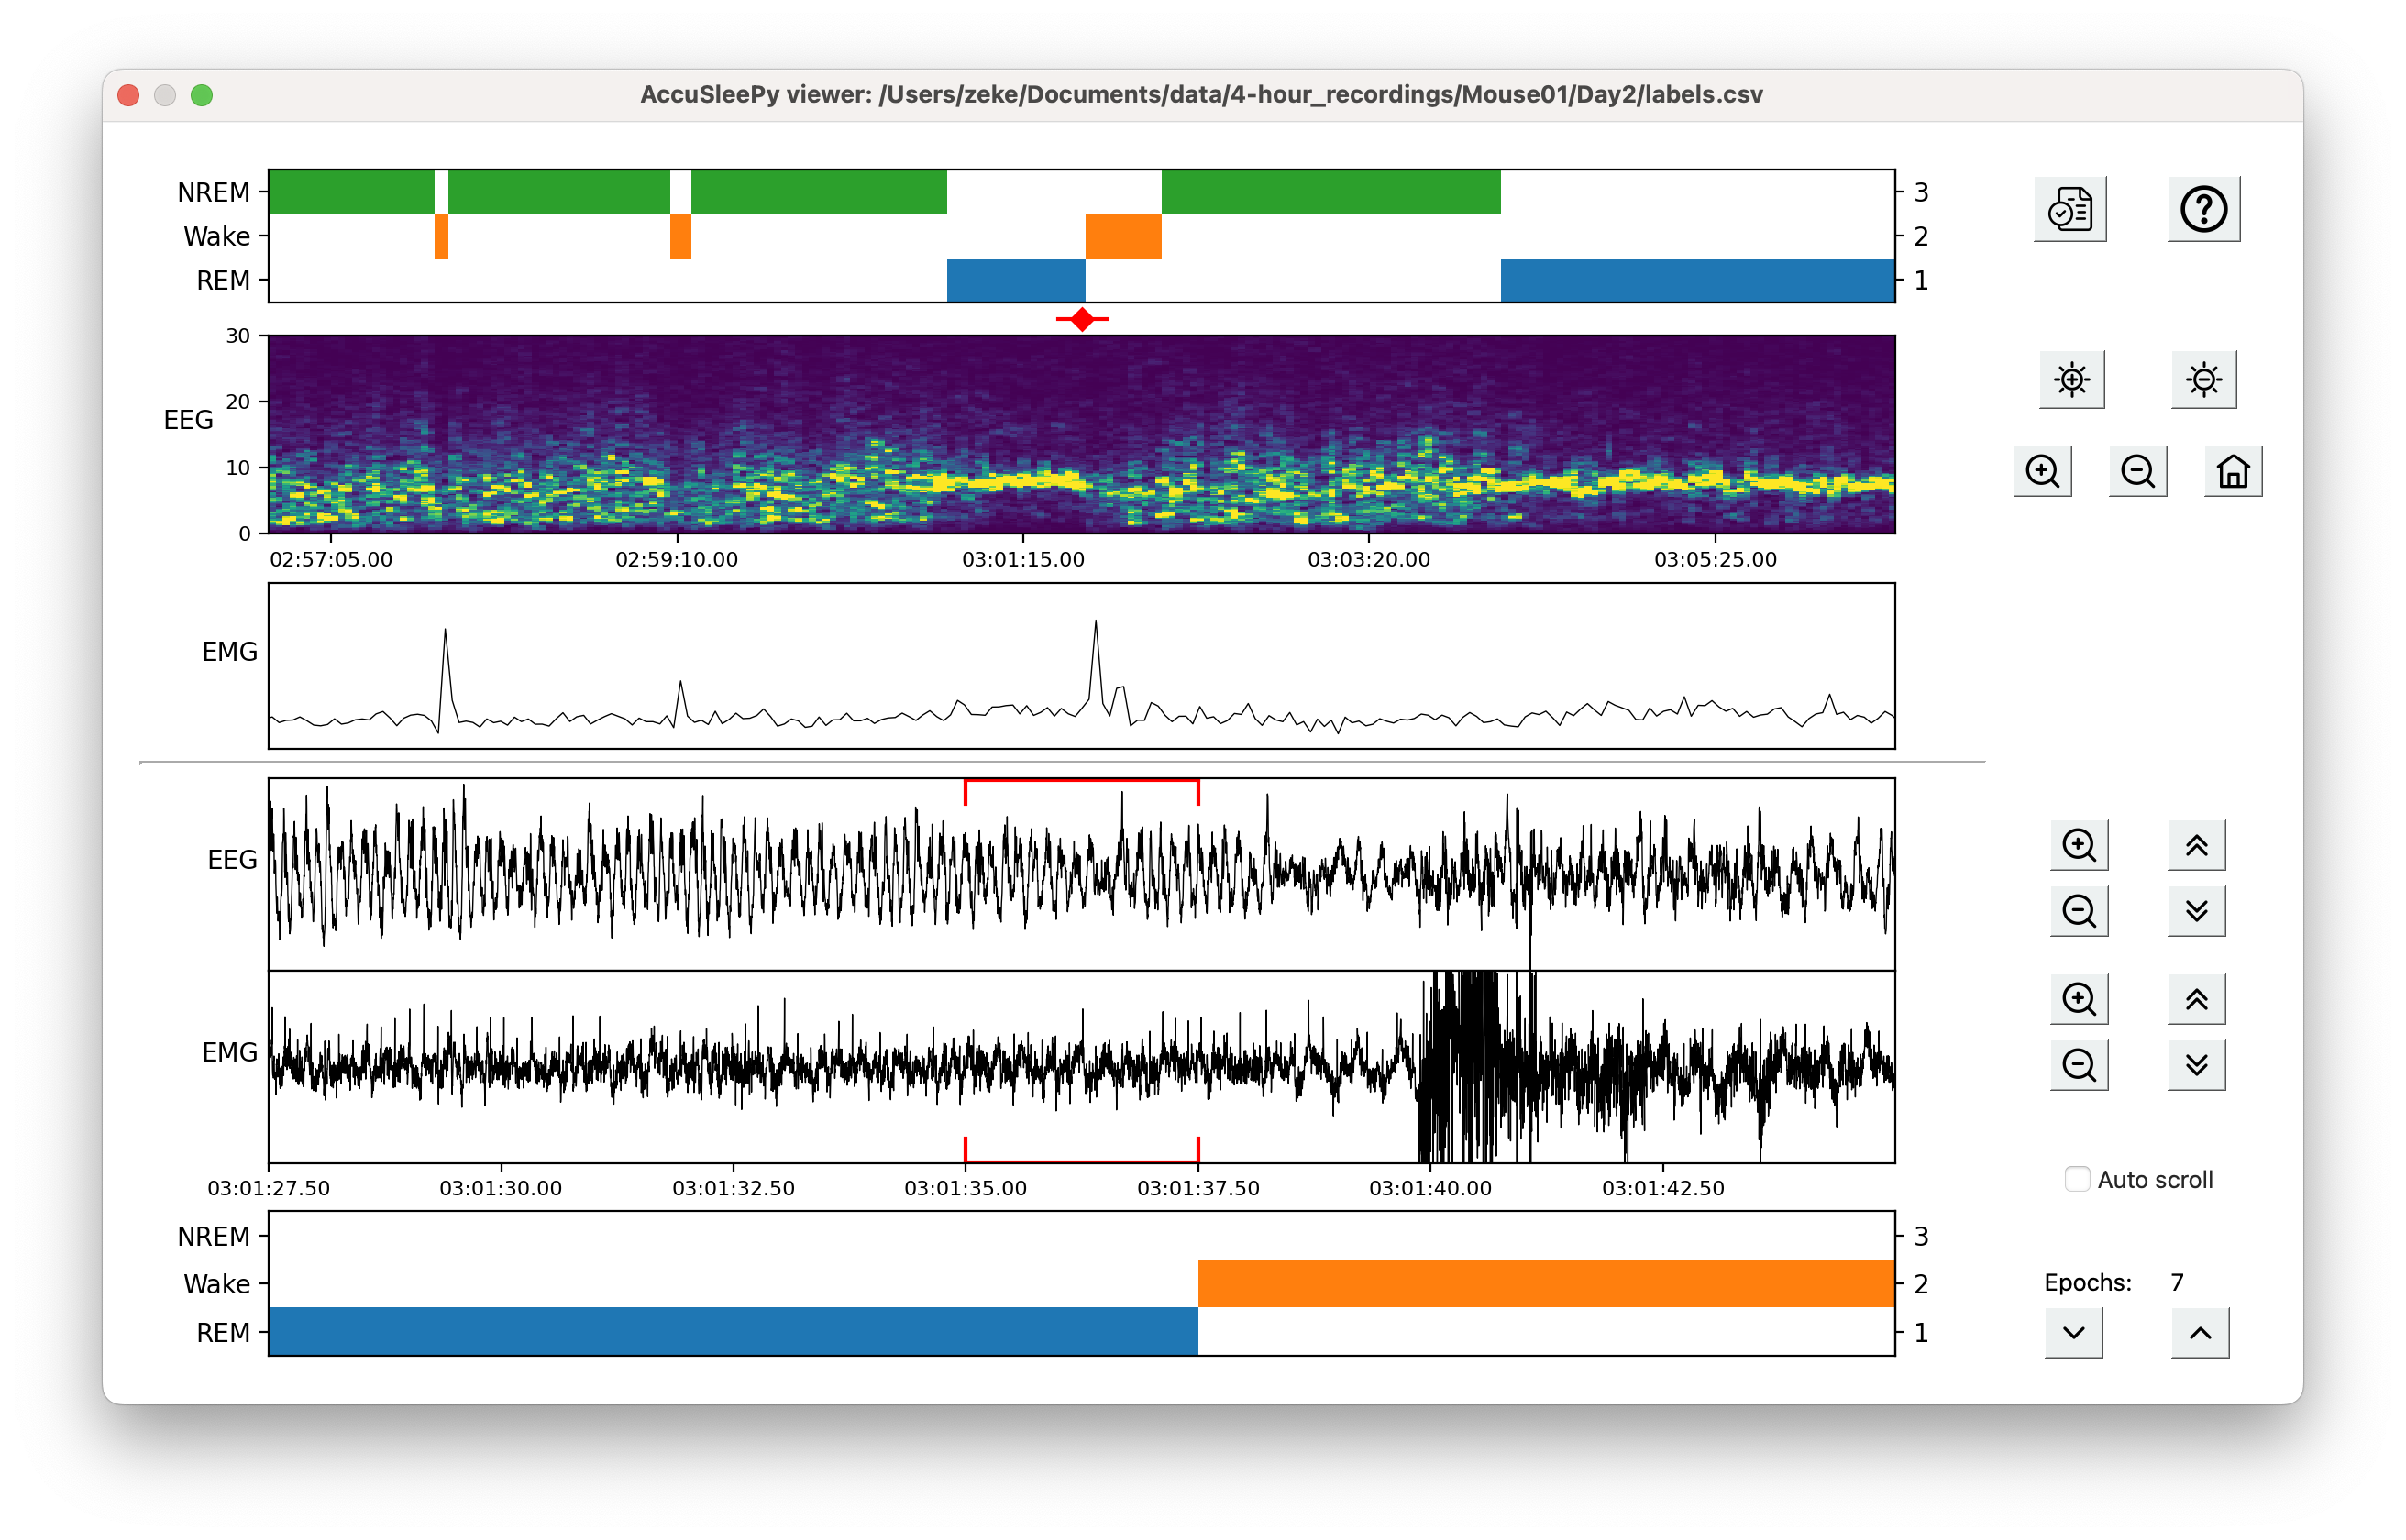 AccuSleePy viewer: /Users/zeke/Documents/data/4-hour_recordings/Mouse01/Day2/labels.csv
NREM 3
Wake 2
REM 1
30
20
EEG
10
0
02:57:05.00 02:59:10.00 03:01:15.00 03:03:20.00 03:05:25.00
EMG
EEG
EMG
03:01:27.50 03:01:30.00 03:01:32.50 03:01:35.00 03:01:37.50 03:01:40.00 03:01:42.50
Auto scroll
NREM 3
Wake 2
REM 1
Epochs: 7